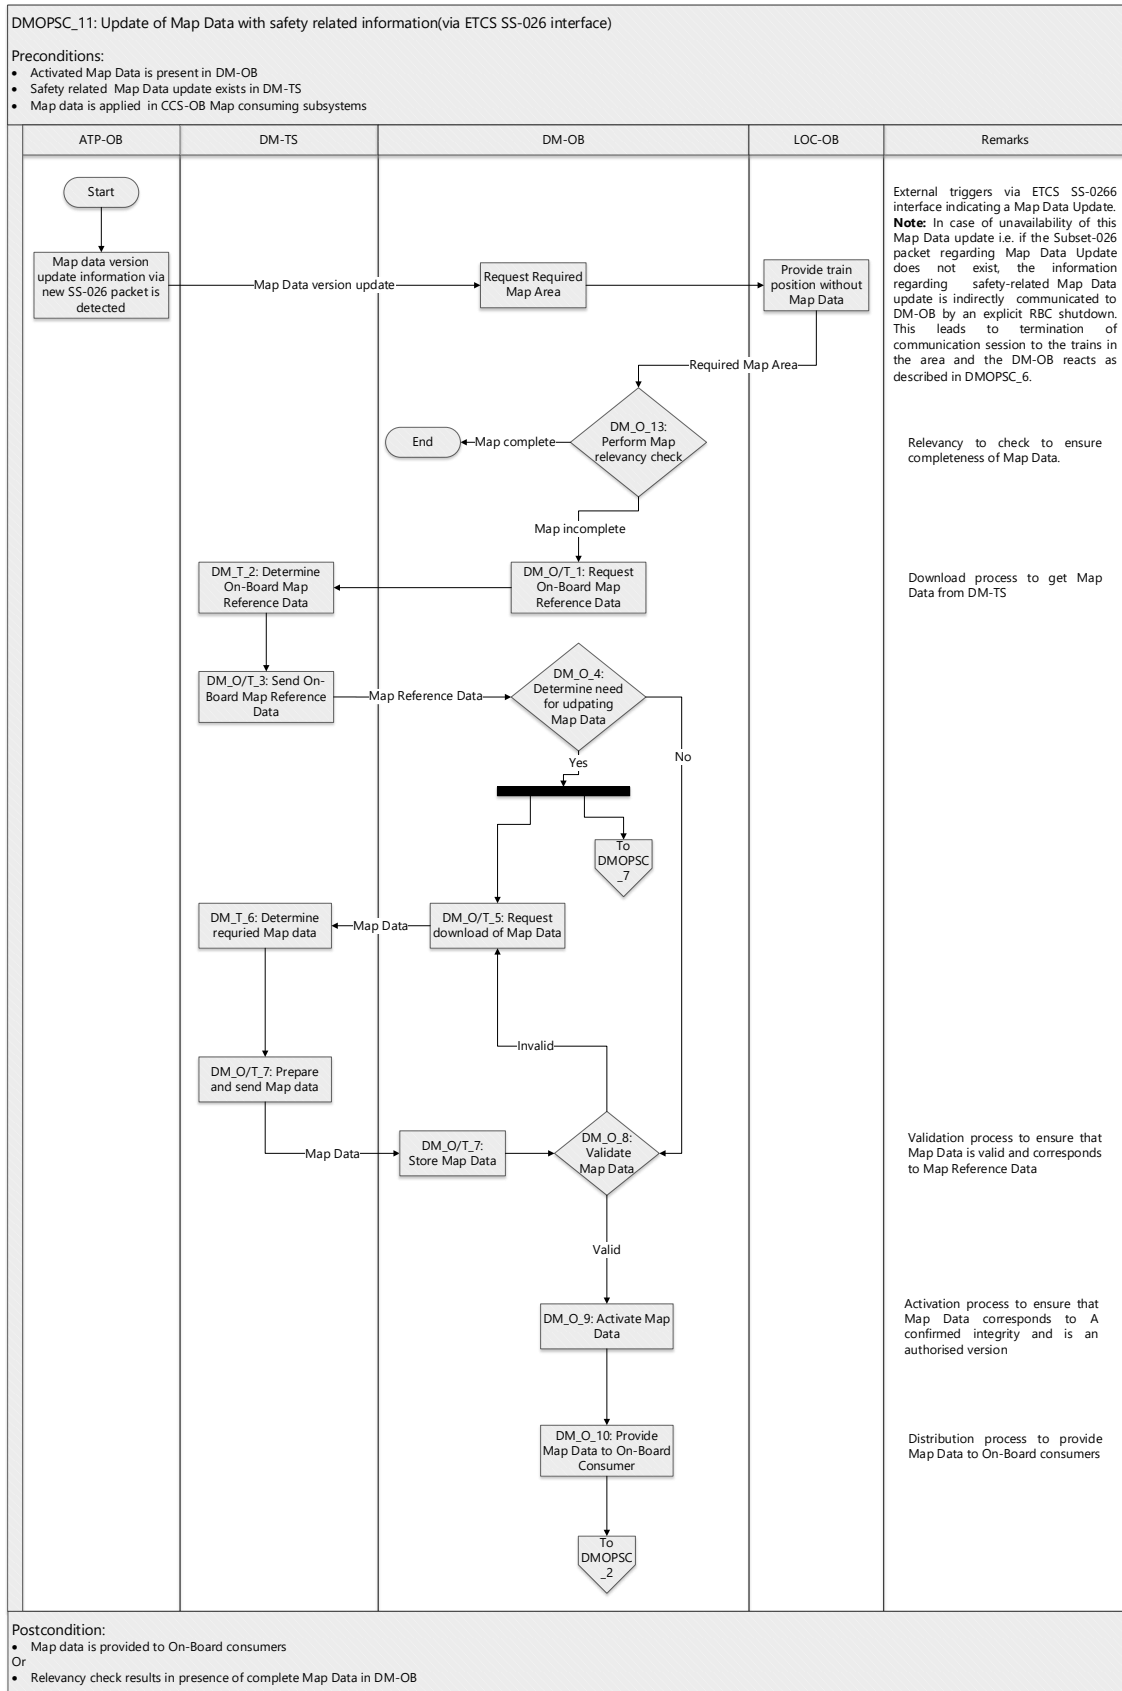 DMOPSC_11: Update of Map Data with safety related information(via ETCS SS-026 interface)
Preconditions:
• Activated Map Data is present in DM-OB
• Safety related  Map Data update exists in DM-TS
• Map data is applied  in CCS-OB Map consuming subsystems
ATP-OB
DM-TS
DM-OB
LOC-OB
Remarks
Start
Map data version
update information via
new SS-026 packet is
detected
Map Data version update
Request Required
Map Area
Provide train
position without
Map Data
External triggers via ETCS SS-0266
interface indicating a Map Data Update.
Note: In case of unavailability of this
Map Data update i.e. if the Subset-026
packet regarding Map Data Update
does not exist, the information
regarding safety-related Map Data
update is indirectly communicated to
DM-OB by an explicit RBC shutdown.
This leads to termination of
communication session to the trains in
the area and the DM-OB reacts as
described in DMOPSC_6.
Required Map Area
DM_O_13:
Perform Map
relevancy check
Map complete
End
Relevancy to check to ensure
completeness of Map Data.
Map incomplete
DM_T_2: Determine
On-Board Map
Reference Data
DM_O/T_1: Request
On-Board Map
Reference Data
Download process to get Map
Data from DM-TS
DM_O/T_3: Send On-
Board Map Reference
Data
Map Reference Data
DM_O_4:
Determine need
for udpating
Map Data
No
Yes
To
DMOPSC
_7
DM_T_6: Determine
requried Map data
Map Data
DM_O/T_5: Request
download of Map Data
Invalid
DM_O/T_7: Prepare
and send Map data
Map Data
DM_O/T_7:
Store Map Data
DM_O_8:
Validate
Map Data
Validation process to ensure that
Map Data is valid and corresponds
to Map Reference Data
Valid
DM_O_9: Activate Map
Data
Activation process to ensure that
Map Data corresponds to A
confirmed integrity and is an
authorised version
DM_O_10: Provide
Map Data to On-Board
Consumer
Distribution process to provide
Map Data to On-Board consumers
To
DMOPSC
_2
Postcondition:
• Map data is provided to On-Board consumers
Or
• Relevancy check results in presence of complete Map Data in DM-OB